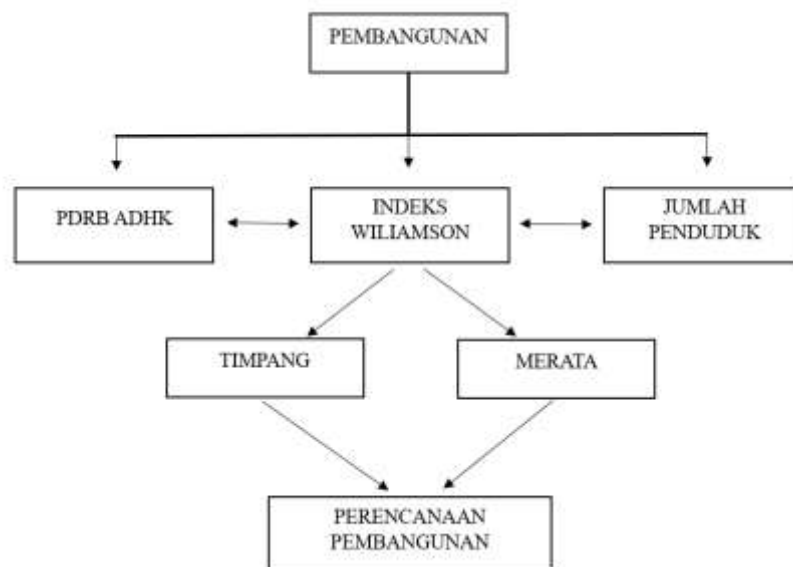 PEMBANGUNAN
PDRB ADHK
INDEKS
WILIAMSON
JUMLAH
PENDUDUK
TIMPANG
MERATA
PERENCANAAN
PEMBANGUNAN